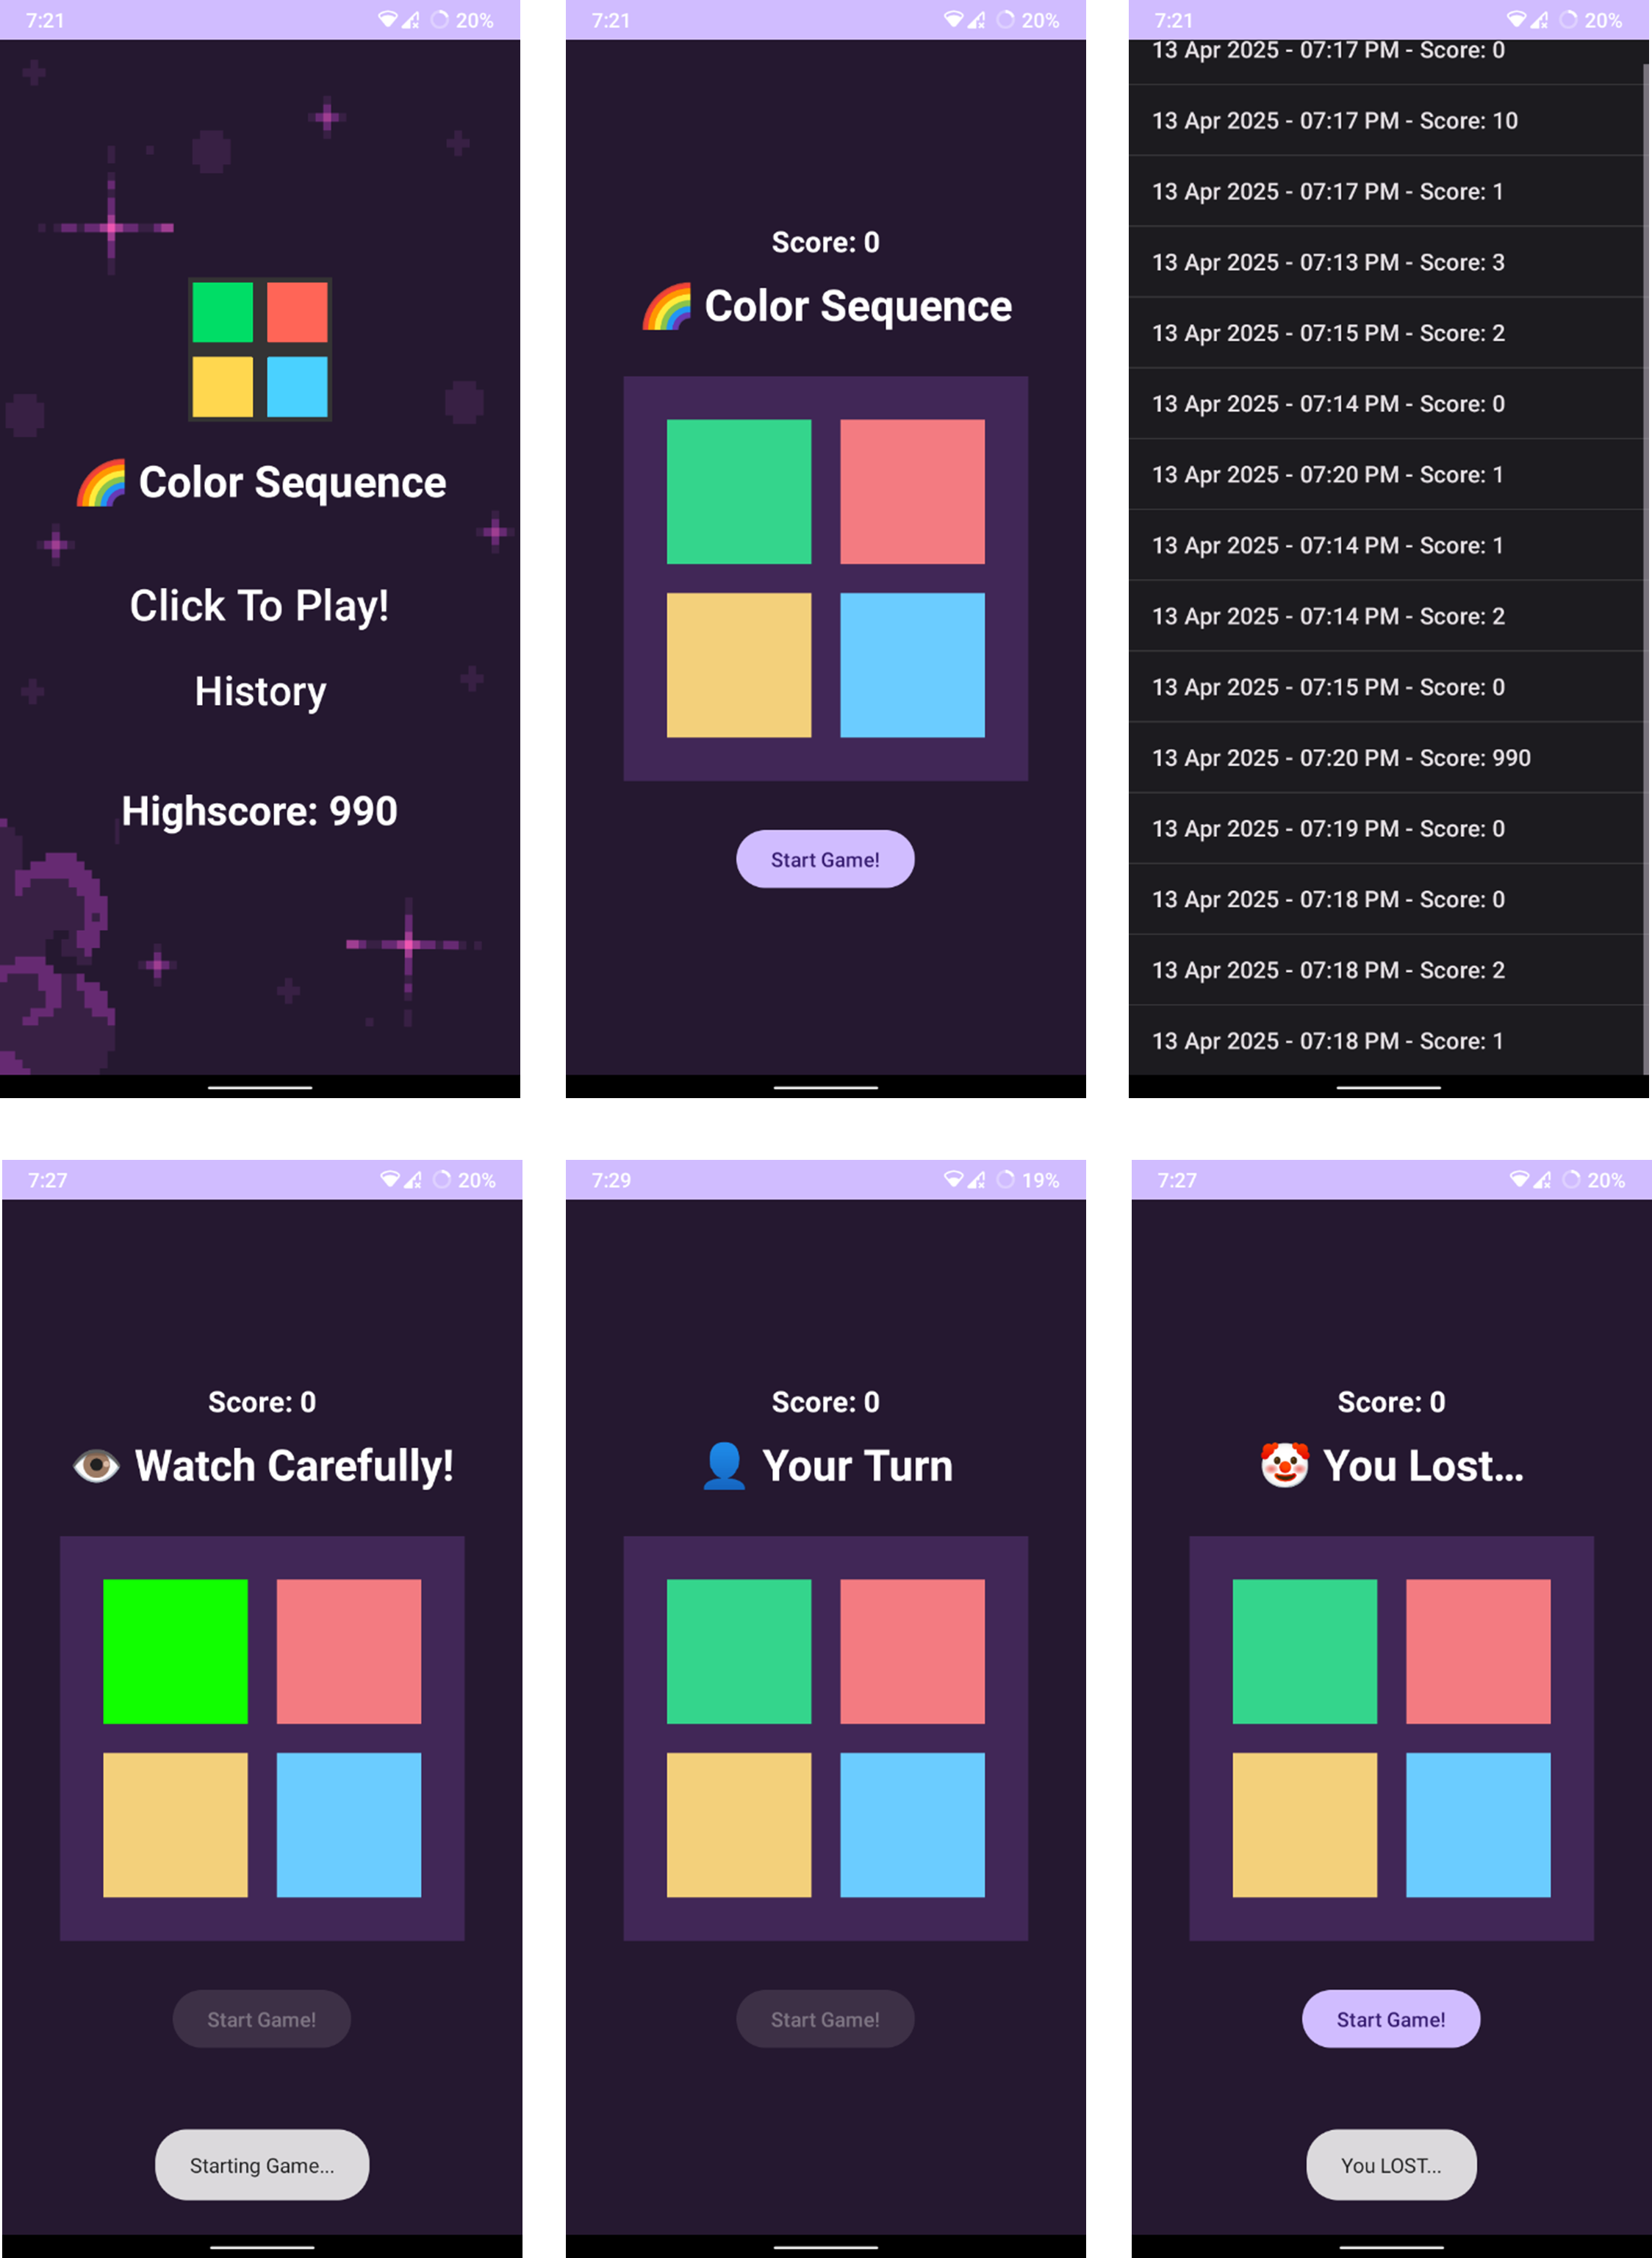 7:21
20%
Color Sequence
Click To Play!
History
Highscore: 990
7:21
20%
Score: 0
Color Sequence
Start Game!
7:21
20%
13 Apr 2025 - 07:17 PM - Score: 0
13 Apr 2025 - 07:17 PM - Score: 10
13 Apr 2025 - 07:17 PM - Score: 1
13 Apr 2025 - 07:13 PM - Score: 3
13 Apr 2025 - 07:15 PM - Score: 2
13 Apr 2025 - 07:14 PM - Score: 0
13 Apr 2025 - 07:20 PM - Score: 1
13 Apr 2025 - 07:14 PM - Score: 1
13 Apr 2025 - 07:14 PM - Score: 2
13 Apr 2025 - 07:15 PM - Score: 0
13 Apr 2025 - 07:20 PM - Score: 990
13 Apr 2025 - 07:19 PM - Score: 0
13 Apr 2025 - 07:18 PM - Score: 0
13 Apr 2025 - 07:18 PM - Score: 2
13 Apr 2025 - 07:18 PM - Score: 1
7:27
20%
Score: 0
Watch Carefully!
Start Game!
Starting Game...
7:29
19%
Score: 0
Your Turn
Start Game!
7:27
20%
Score: 0
You Lost...
Start Game!
You LOST...